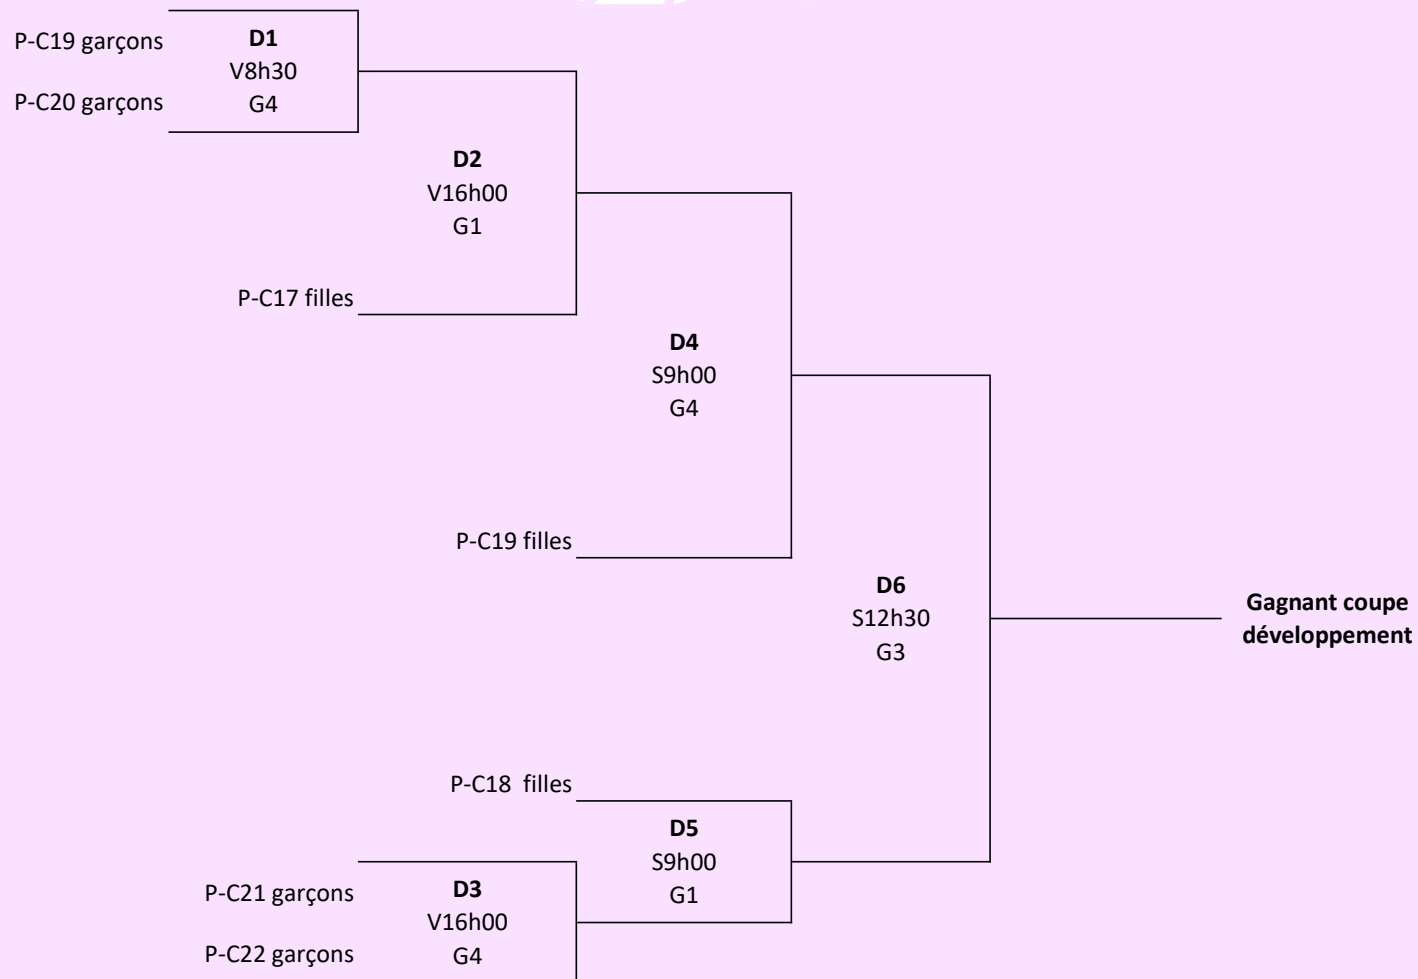 P-C19 garçons
D1
V8h30
P-C20 garçons
G4
D2
V16h00
G1
P-C17 filles
D4
S9h00
G4
P-C19 filles
D6
S12h30
G3
Gagnant coupe
développement
P-C18 filles
D5
S9h00
G1
P-C21 garçons
D3
V16h00
P-C22 garçons
G4